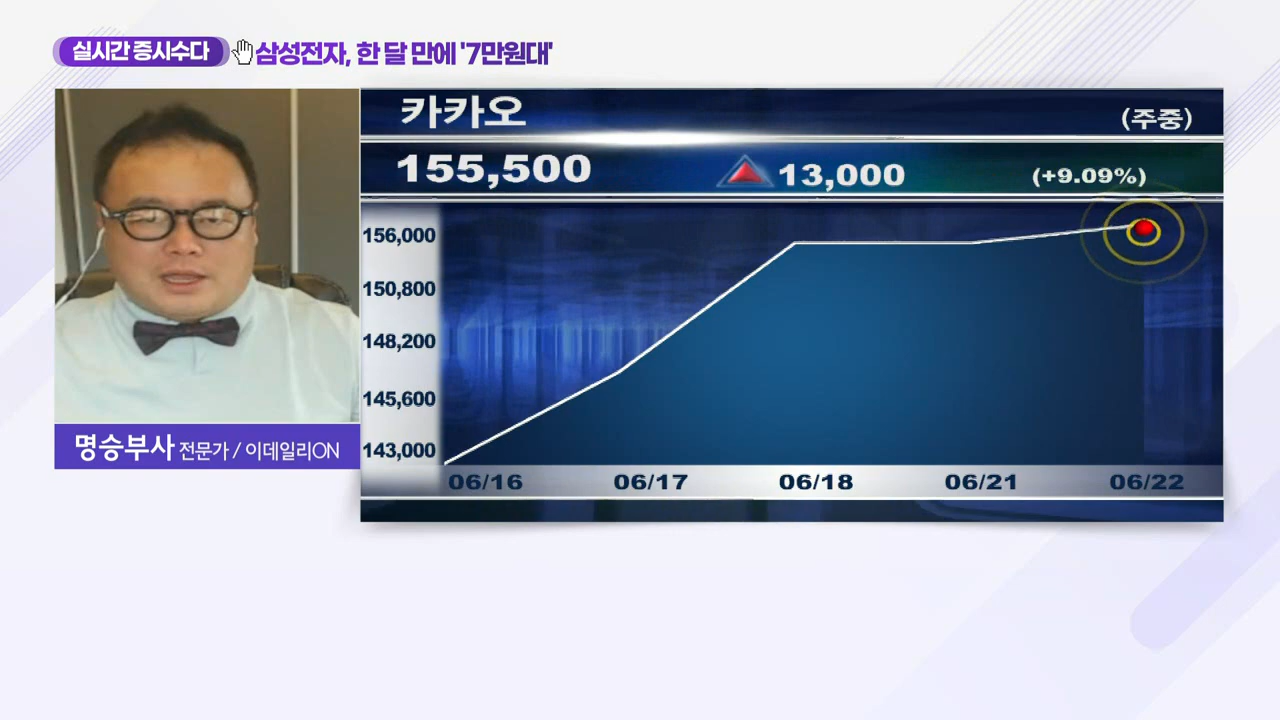 실시간 증시수다 삼성전자, 한 달 만에 '7만원대'
카카오 (주중)
155,500 13,000 (+9.09%)
156,000
150,800
148,200
145,600
143,000
06/16 06/17 06/18 06/21 06/22
명승부사 전문가 / 이데일리ON